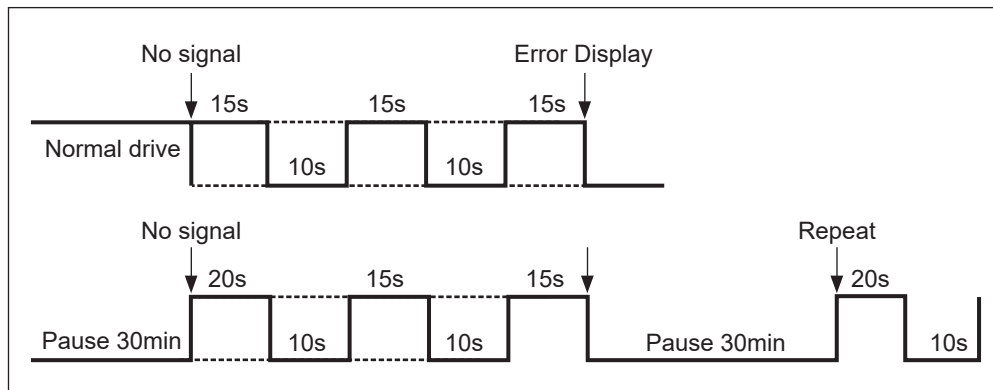 No signal
Error Display
15s
15s
15s
Normal drive
10s
10s
No signal
Repeat
20s
15s
15s
20s
Pause 30min
10s
10s
Pause 30min
10s